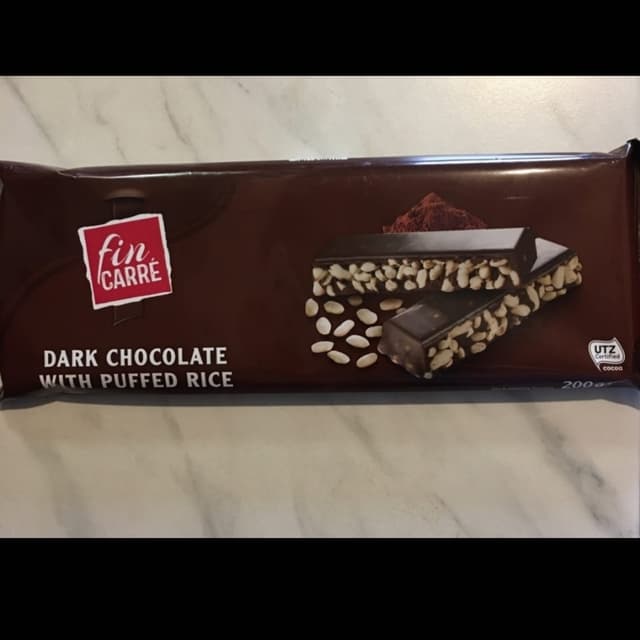 fin
CARRÉ
DARK CHOCOLATE
WITH PUFFED RICE
UTZ
Certified
cocoa
200g